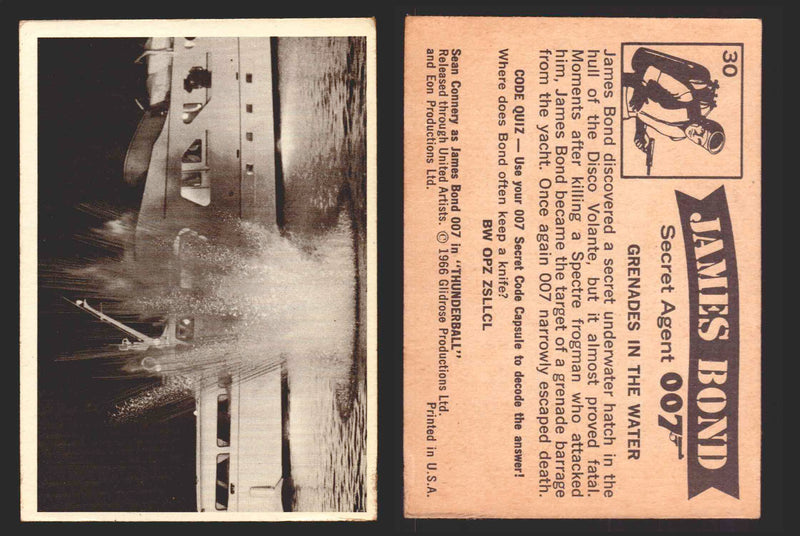 30
JAMES BOND
Secret Agent 007
GRENADES IN THE WATER
James Bond discovered a secret underwater hatch in the
hull of the Disco Volante, but it almost proved fatal.
Moments after killing a Spectre frogman who attacked
him, James Bond became the target of a grenade barrage
from the yacht. Once again 007 narrowly escaped death.
CODE QUIZ — Use your 007 Secret Code Capsule to decode the answer!
Where does Bond often keep a knife?
BW OPZ ZSLLCL
Sean Connery as James Bond 007 in "THUNDERBALL"
Released through United Artists. © 1966 Glidrose Productions Ltd.
and Eon Productions Ltd. Printed in U.S.A.